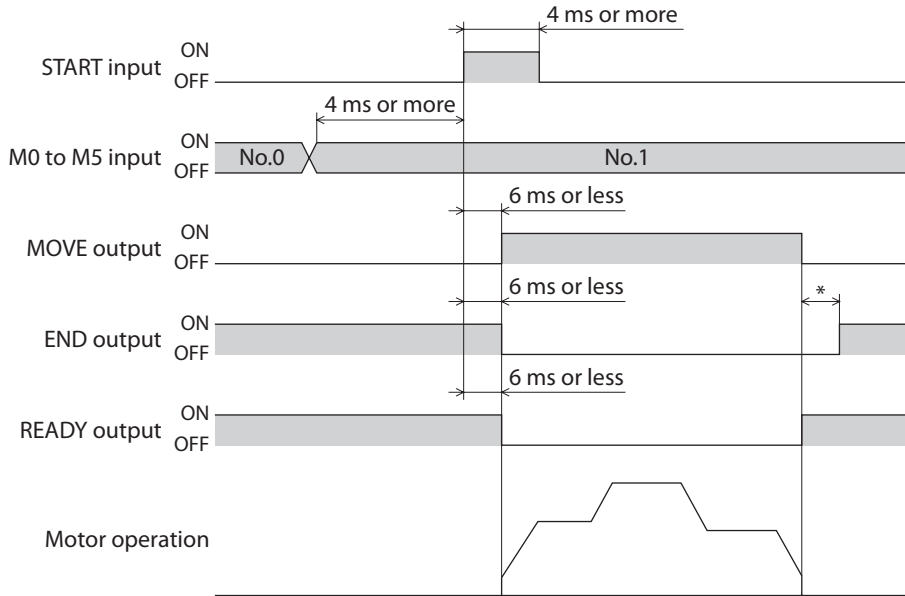 4 ms or more
START input ON
OFF
4 ms or more
M0 to M5 input ON
OFF No.0 No.1
6 ms or less
MOVE output ON
OFF
6 ms or less *
END output ON
OFF
6 ms or less
READY output ON
OFF
Motor operation